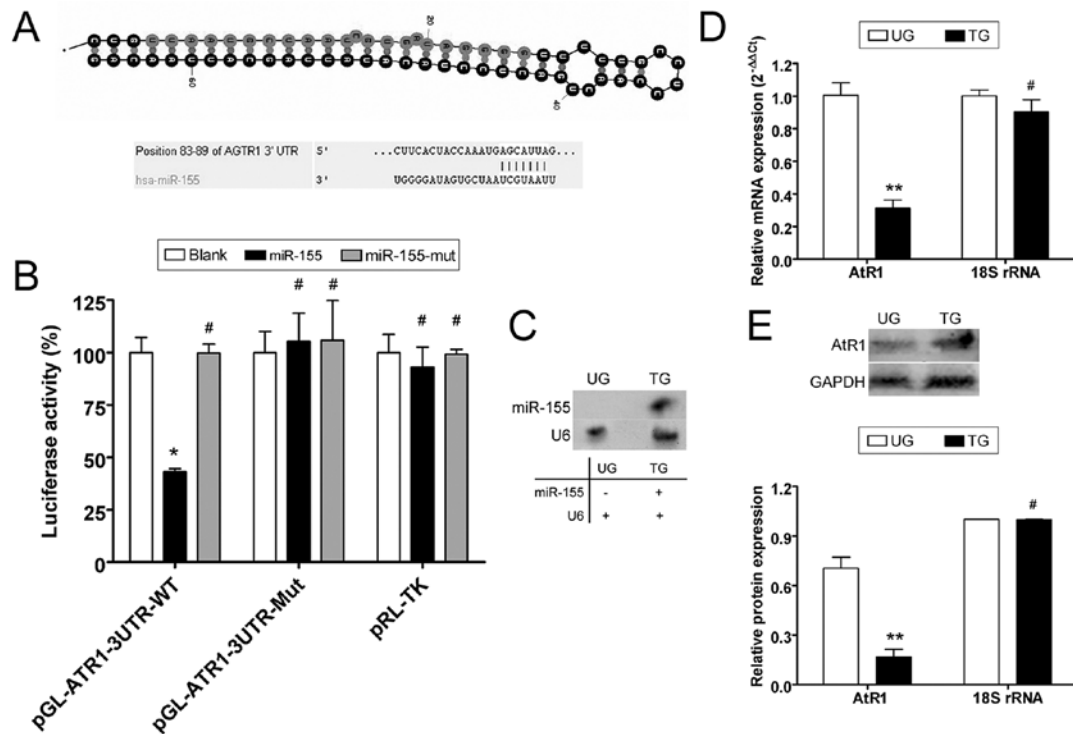 A
20
60
40
Position 83-89 of AGTR1 3' UTR 5' ...CUUCACUACCAAAUGAGCAUUAG...
hsa-miR-155 3' UGGGGAUAGUGCUAAUCGUAAUU
B
Blank miR-155 miR-155-mut
Luciferase activity (%)
125
100
75
50
25
0
* # # # # #
pGL-ATR1-3UTR-WT
pGL-ATR1-3UTR-Mut
pRL-TK
C
UG TG
miR-155
U6
UG TG
miR-155 - +
U6 + +
D
UG TG
Relative mRNA expression (2^-ΔΔCt)
1.2
1.0
0.8
0.6
0.4
0.2
0.0
** #
AtR1 18S rRNA
E
UG TG
AtR1
GAPDH
UG TG
Relative protein expression
1.2
0.9
0.6
0.3
0.0
** #
AtR1 18S rRNA